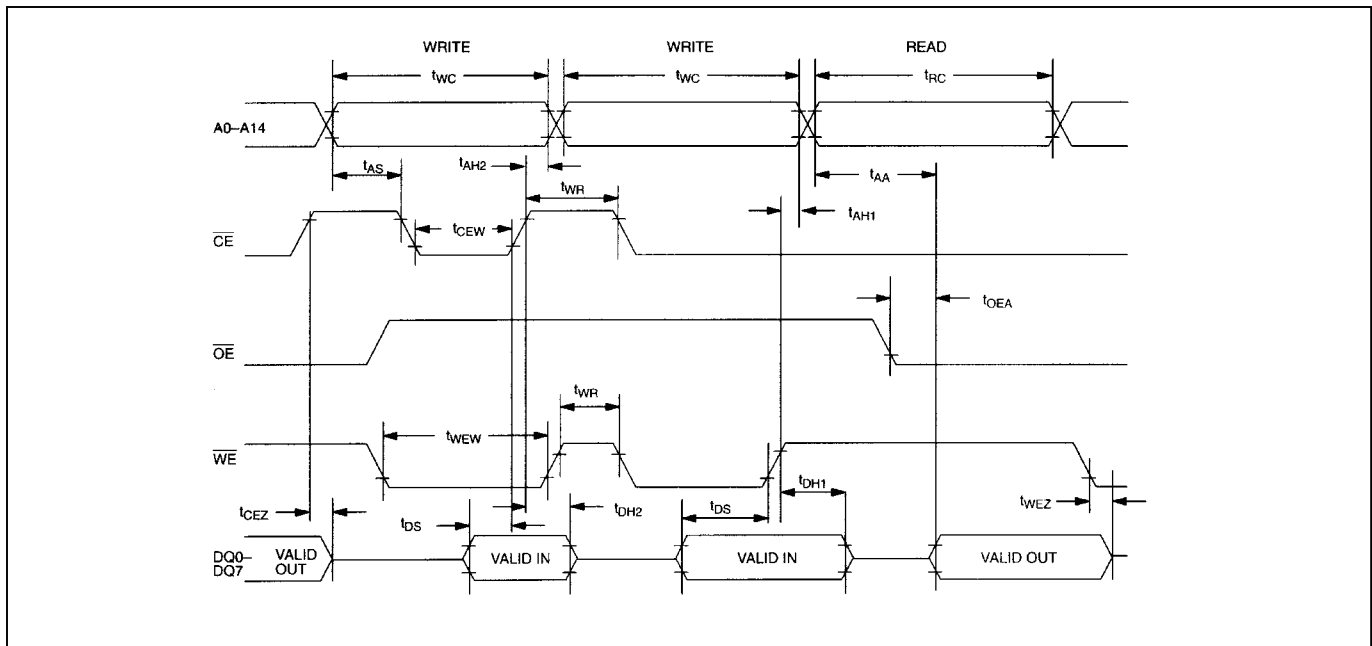 WRITE WRITE READ
tWC tWC tRC
A0–A14
tAS tAH2 tWR tAA
tAH1
CE tCEW
tOEA
OE
tWR
tWEW
WE
tDH1
tCEZ tDS tDH2 tDS tWEZ
DQ0–
DQ7
VALID
OUT
VALID IN VALID IN VALID OUT